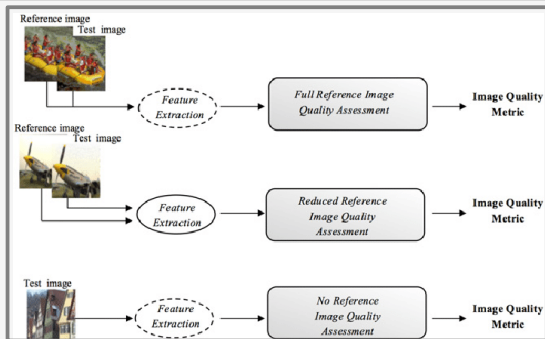 Reference image
Test image
Feature
Extraction
Full Reference Image
Quality Assessment
Image Quality
Metric
Reference image
Test image
Feature
Extraction
Reduced Reference
Image Quality
Assessment
Image Quality
Metric
Test image
Feature
Extraction
No Reference
Image Quality
Assessment
Image Quality
Metric